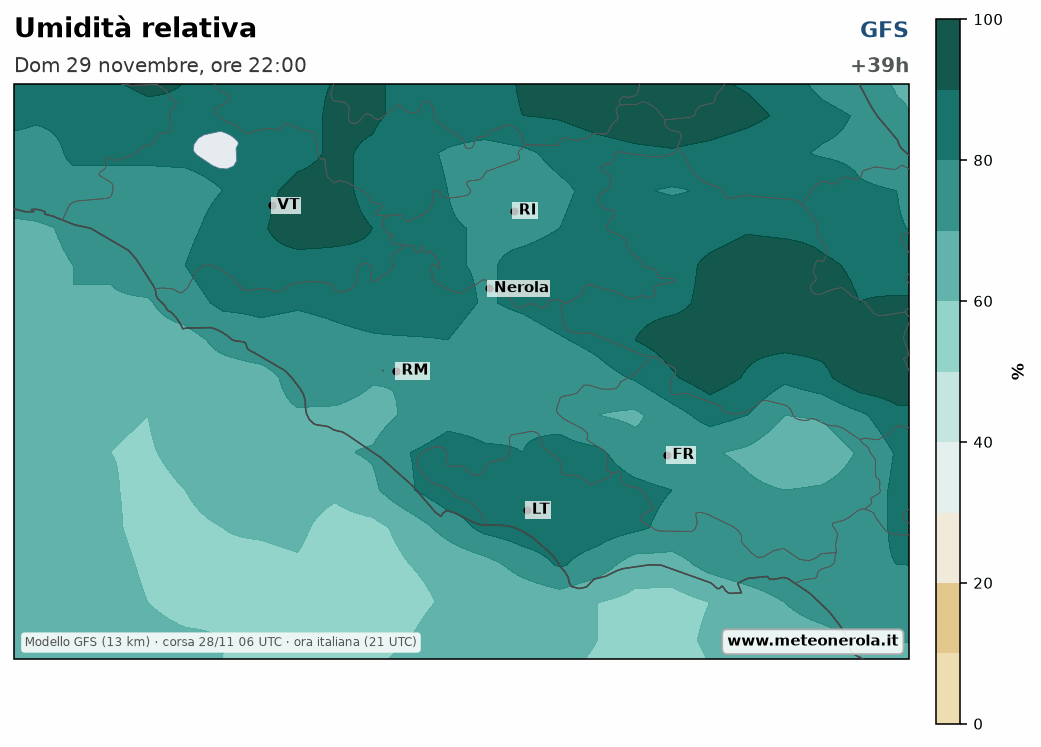 Umidità relativa
GFS
Dom 29 novembre, ore 22:00
+39h
100
80
60
40
20
0
%
VT
RI
Nerola
RM
FR
LT
Modello GFS (13 km) · corsa 28/11 06 UTC · ora italiana (21 UTC)
www.meteonerola.it